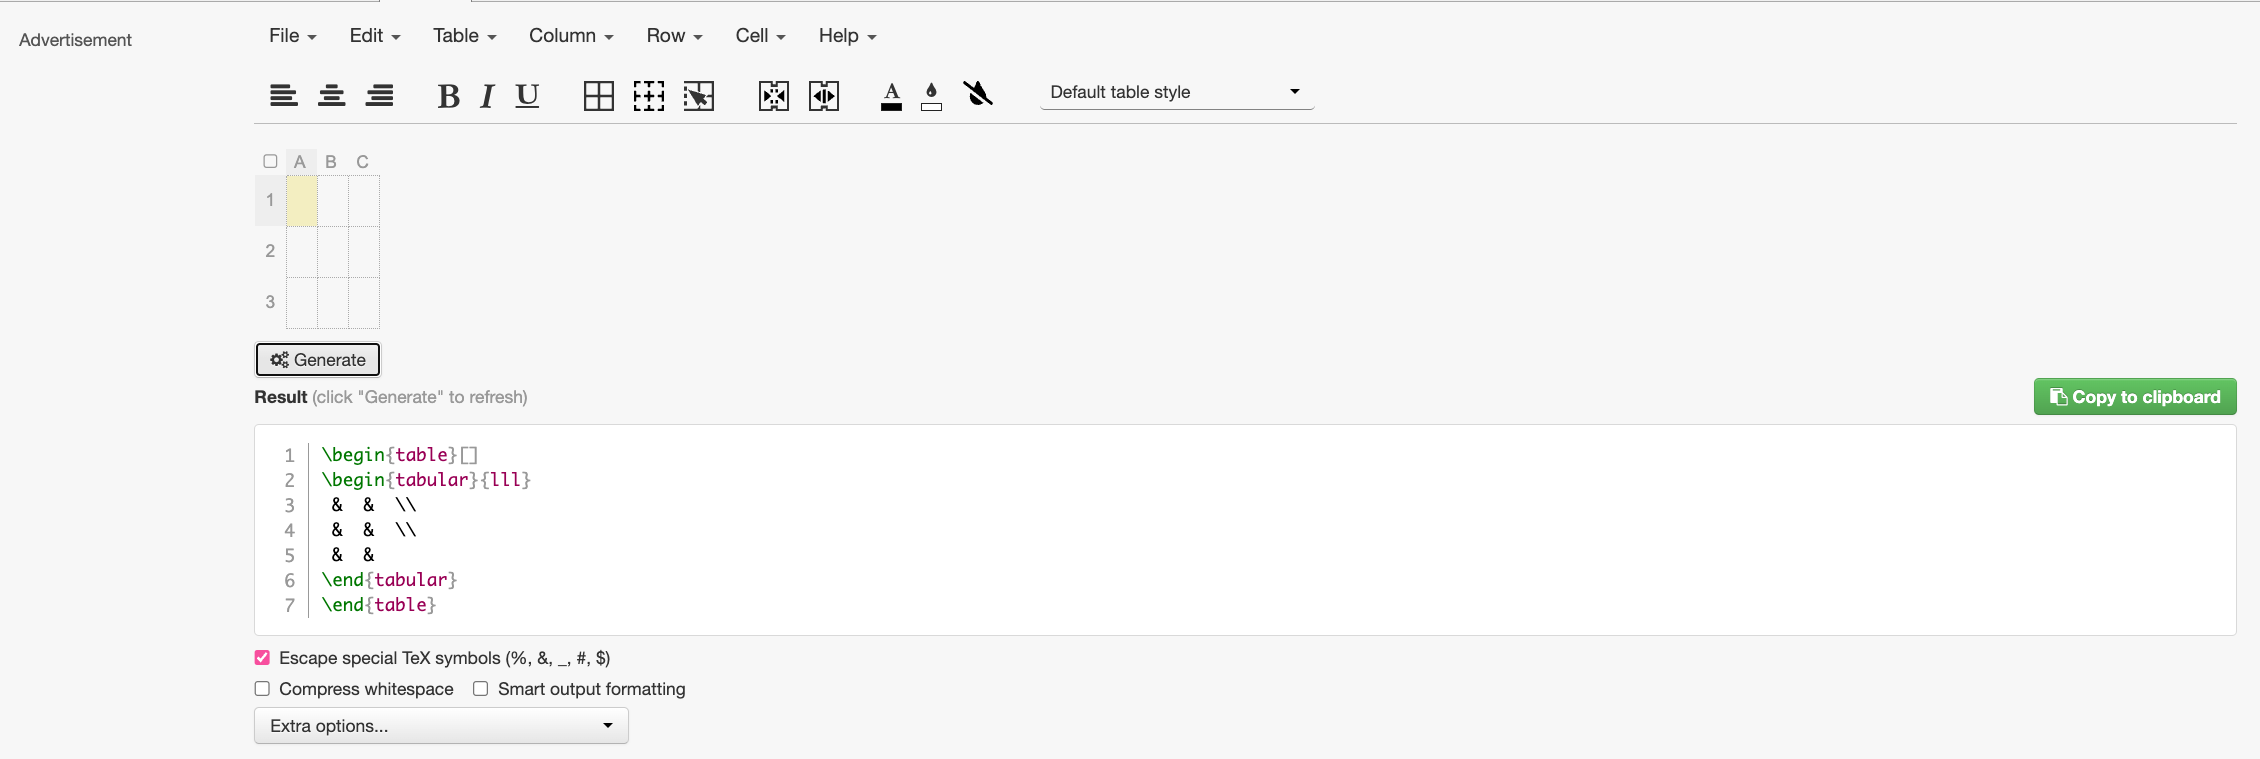 Advertisement
File Edit Table Column Row Cell Help
B I U A Default table style
A B C
1
2
3
Generate
Result (click "Generate" to refresh)
Copy to clipboard
1 \begin{table}[]
2 \begin{tabular}{lll}
3 & & \\
4 & & \\
5 & &
6 \end{tabular}
7 \end{table}
Escape special TeX symbols (%, &, _, #, $)
Compress whitespace Smart output formatting
Extra options...